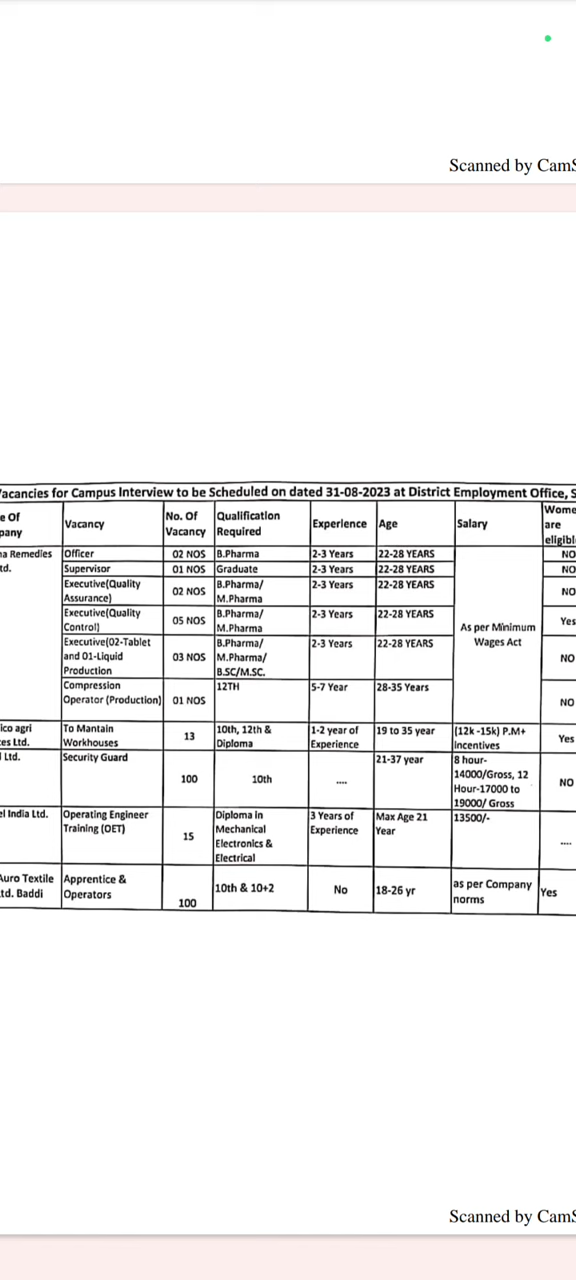 Scanned by CamS
Vacancies for Campus Interview to be Scheduled on dated 31-08-2023 at District Employment Office, S
e Of
pany
Vacancy
No. Of
Vacancy
Qualification
Required
Experience
Age
Salary
Wome
are
eligibl
na Remedies
td.
Officer
02 NOS
B.Pharma
2-3 Years
22-28 YEARS
As per Minimum
Wages Act
NO
Supervisor
01 NOS
Graduate
2-3 Years
22-28 YEARS
NO
Executive(Quality
Assurance)
02 NOS
B.Pharma/
M.Pharma
2-3 Years
22-28 YEARS
NO
Executive(Quality
Control)
05 NOS
B.Pharma/
M.Pharma
2-3 Years
22-28 YEARS
Yes
Executive(02-Tablet
and 01-Liquid
Production
03 NOS
B.Pharma/
M.Pharma/
B.SC/M.SC.
2-3 Years
22-28 YEARS
NO
Compression
Operator (Production)
01 NOS
12TH
5-7 Year
28-35 Years
NO
ico agri
es Ltd.
To Mantain
Workhouses
13
10th, 12th &
Diploma
1-2 year of
Experience
19 to 35 year
(12k -15k) P.M+
Incentives
Yes
Ltd.
Security Guard
100
10th
....
21-37 year
8 hour-
14000/Gross, 12
Hour-17000 to
19000/ Gross
NO
el India Ltd.
Operating Engineer
Training (OET)
15
Diploma in
Mechanical
Electronics &
Electrical
3 Years of
Experience
Max Age 21
Year
13500/-
....
Auro Textile
td. Baddi
Apprentice &
Operators
100
10th & 10+2
No
18-26 yr
as per Company
norms
Yes
Scanned by CamS